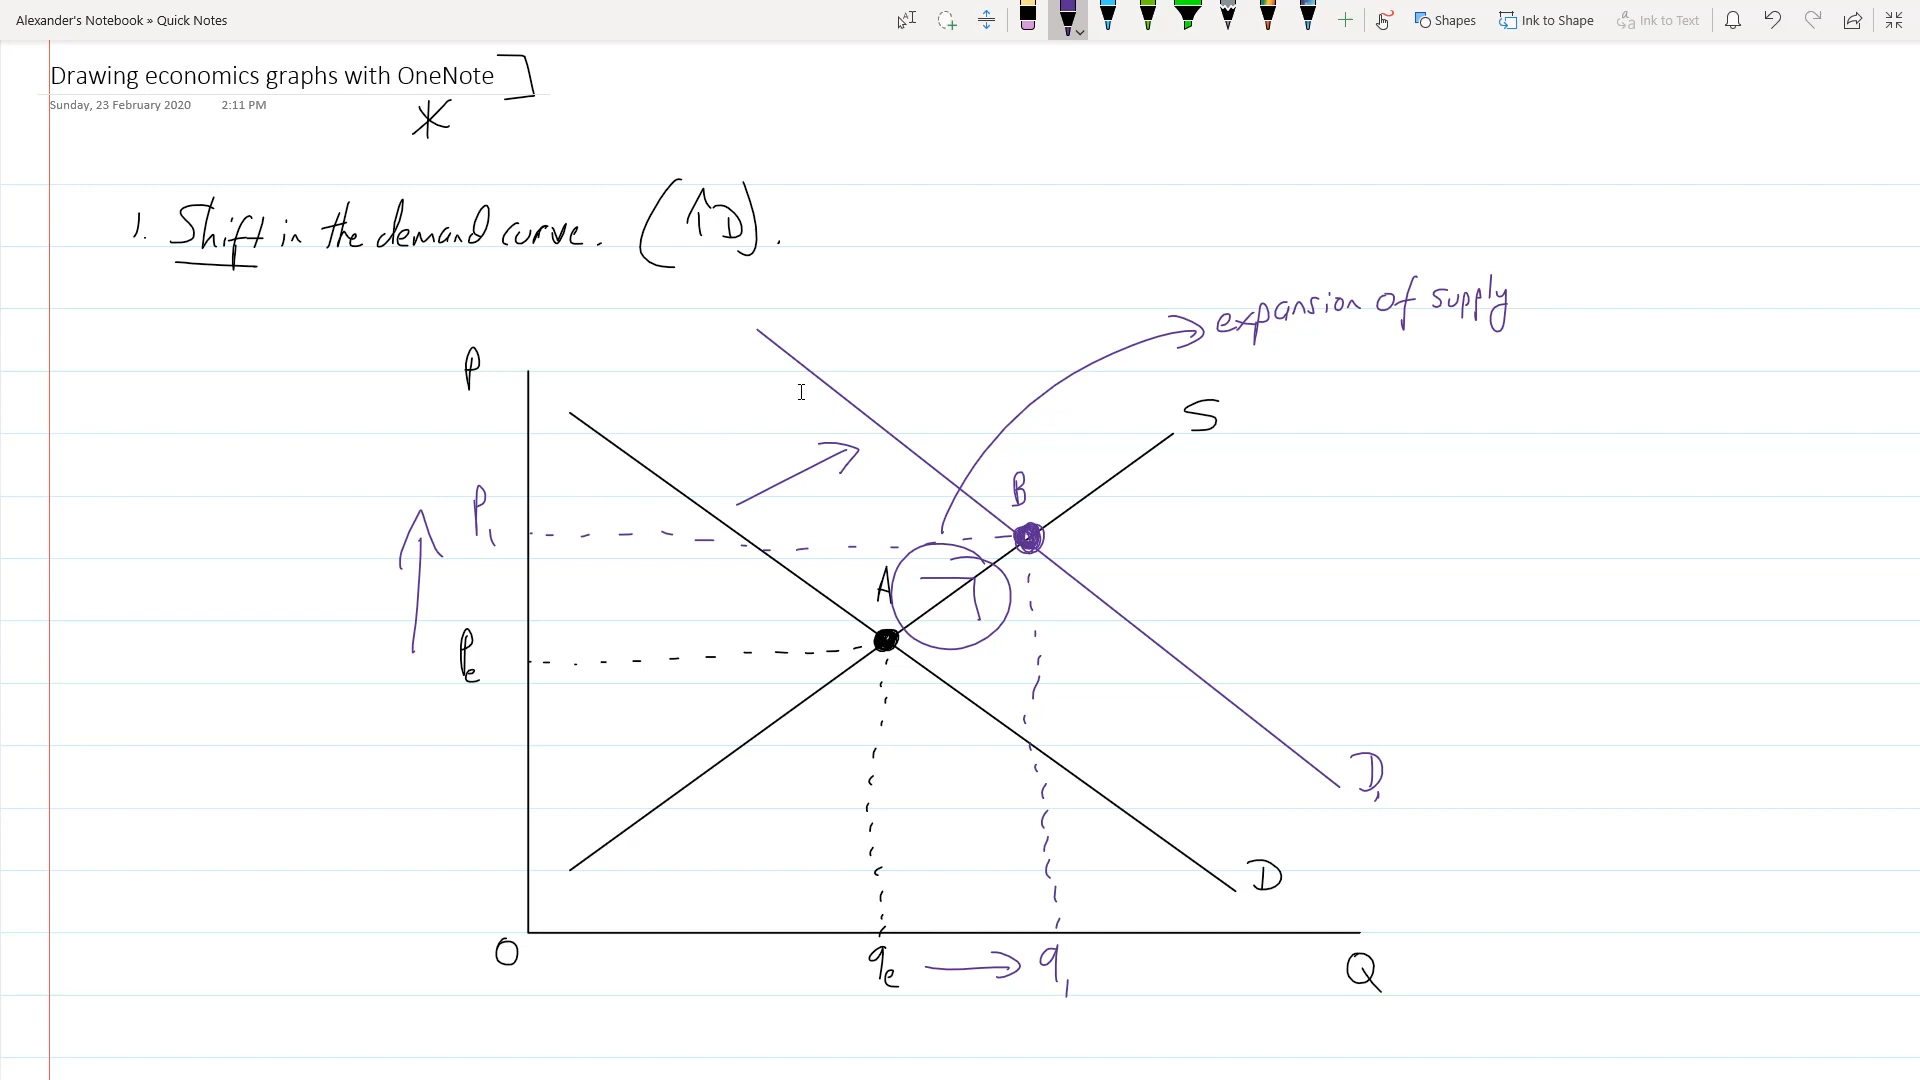 Alexander's Notebook » Quick Notes
Shapes
Ink to Shape
Ink to Text
Drawing economics graphs with OneNote
Sunday, 23 February 2020 2:11 PM
1. Shift in the demand curve. (↑D).
expansion of supply
P
S
B
P₁
A
Pe
D₁
D
O
qe → q₁
Q